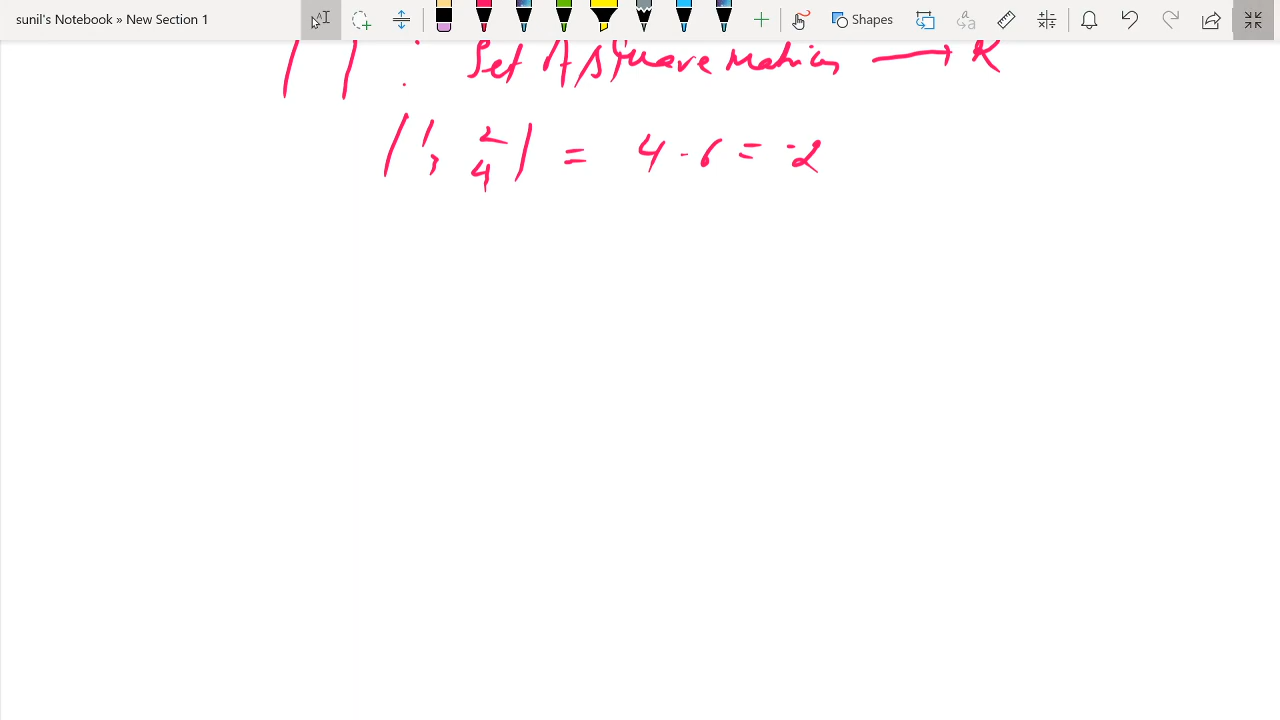 sunil's Notebook » New Section 1
Shapes
| | : Set of square matrices → R
| 1 2 |
| 3 4 | = 4 - 6 = -2